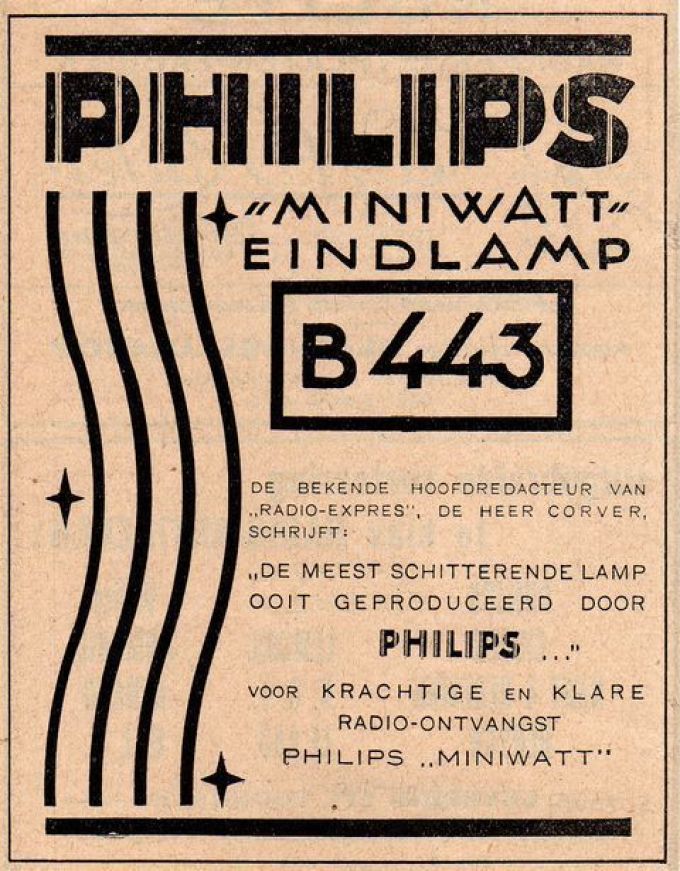 PHILIPS
"MINIWATT"
EINDLAMP
B443
DE BEKENDE HOOFDREDACTEUR VAN
„RADIO-EXPRES", DE HEER CORVER,
SCHRIJFT:
„DE MEEST SCHITTERENDE LAMP
OOIT GEPRODUCEERD DOOR
PHILIPS ..."
VOOR KRACHTIGE EN KLARE
RADIO-ONTVANGST
PHILIPS „MINIWATT"